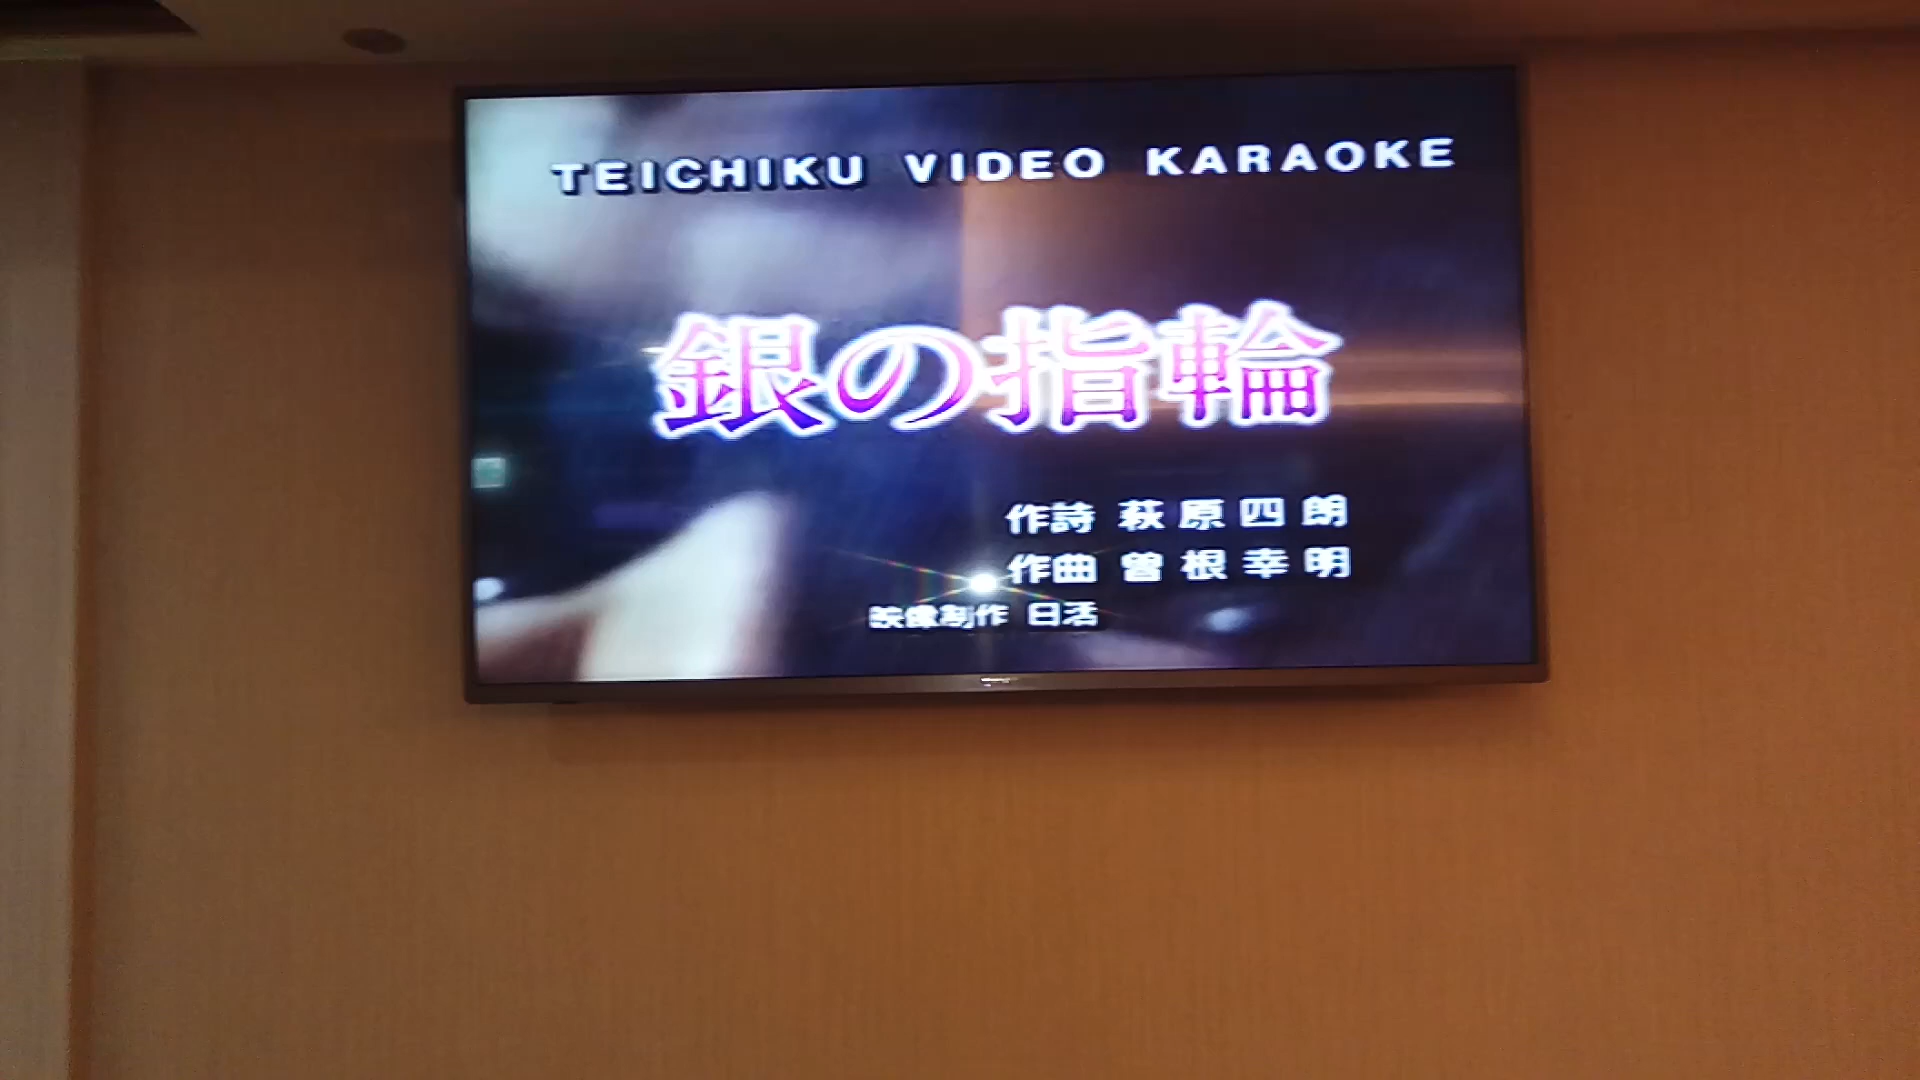 TEICHIKU VIDEO KARAOKE
銀の指輪
作詩 萩原四朗
作曲 曽根幸明
映像制作 日活